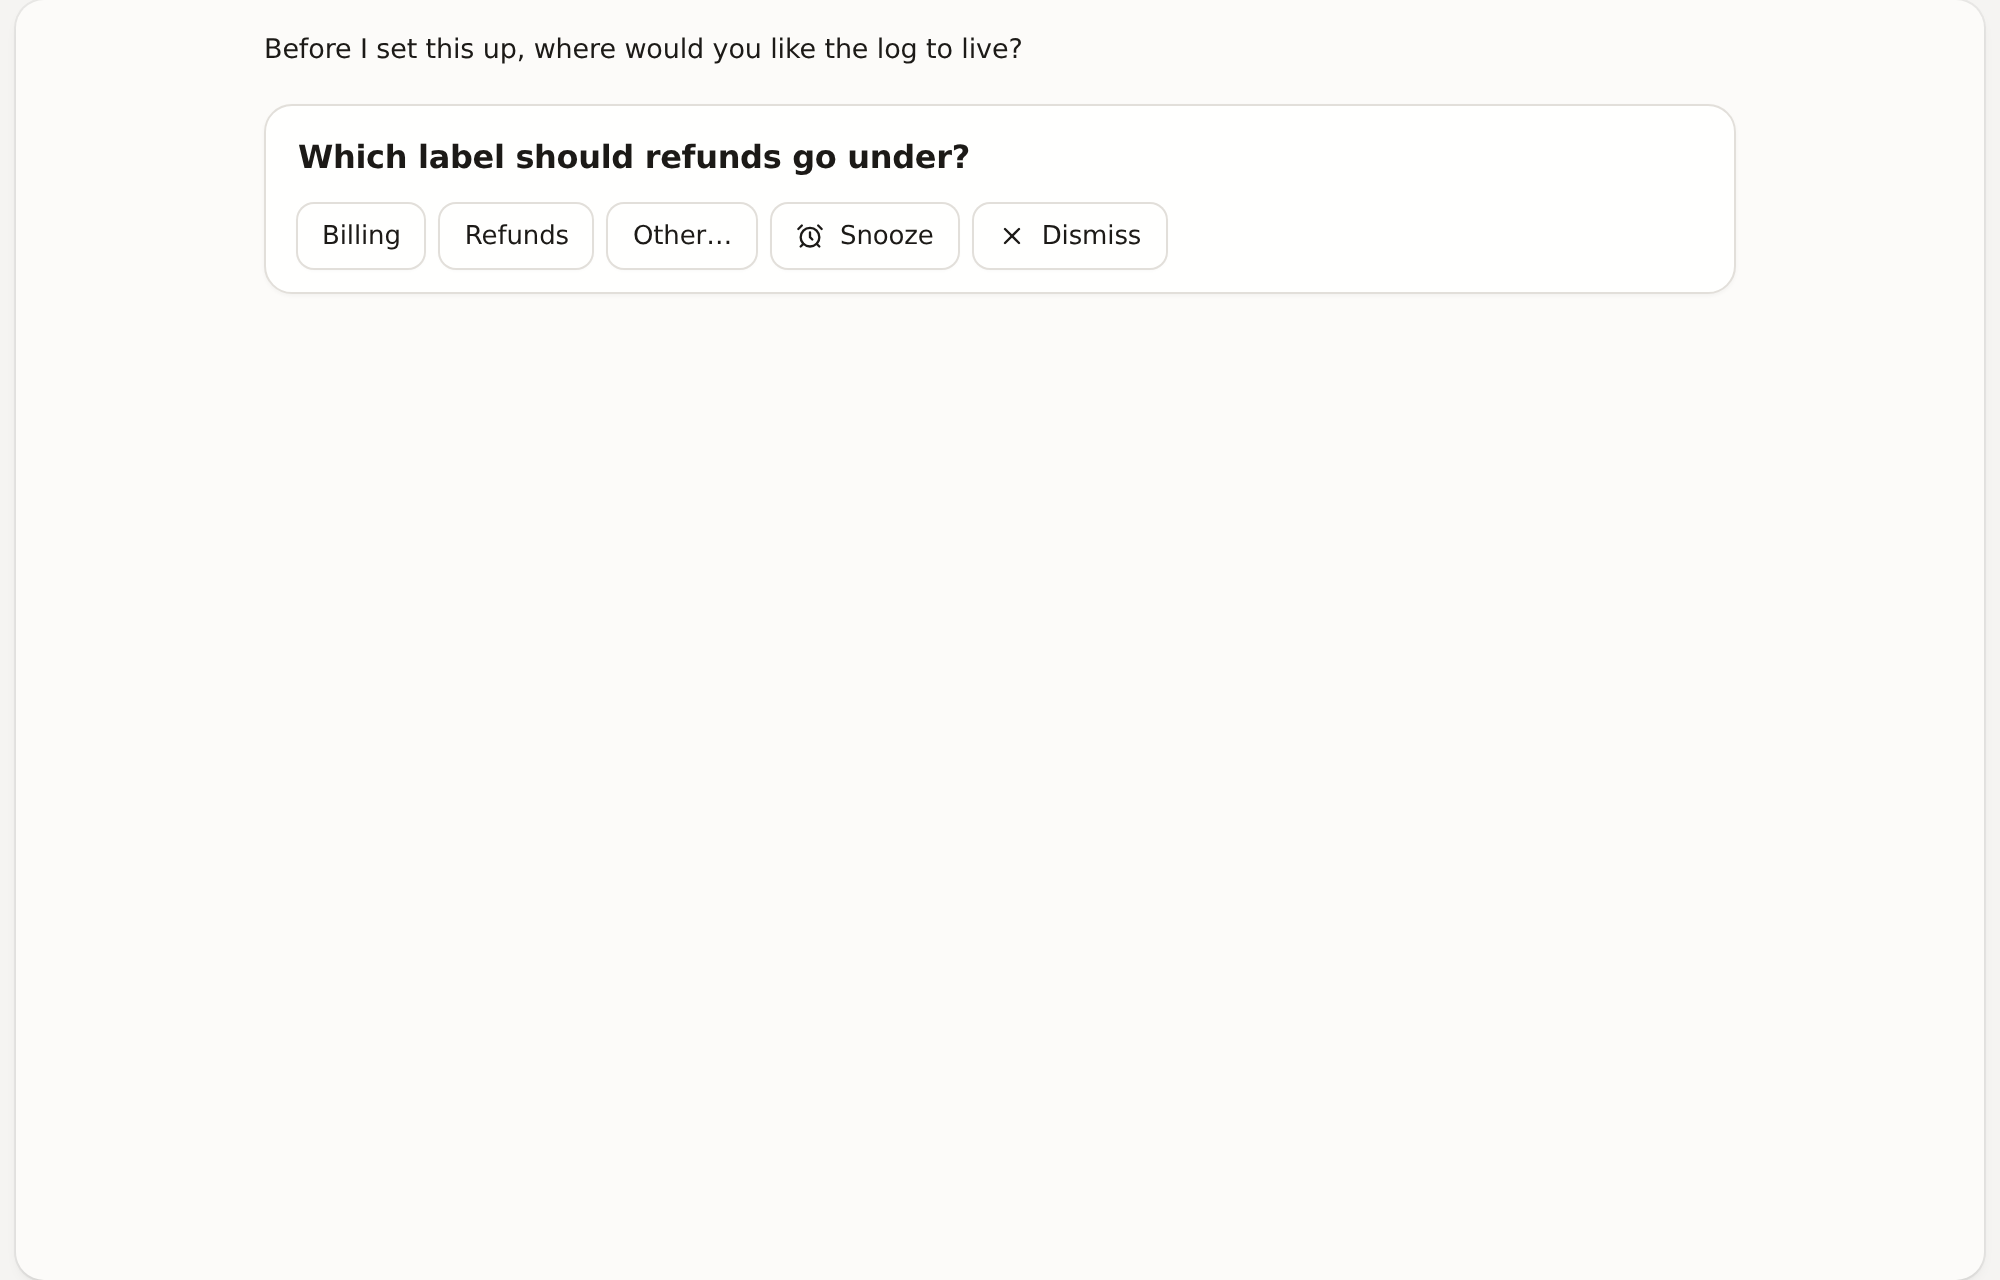 Before I set this up, where would you like the log to live?
Which label should refunds go under?
Billing Refunds Other… Snooze Dismiss